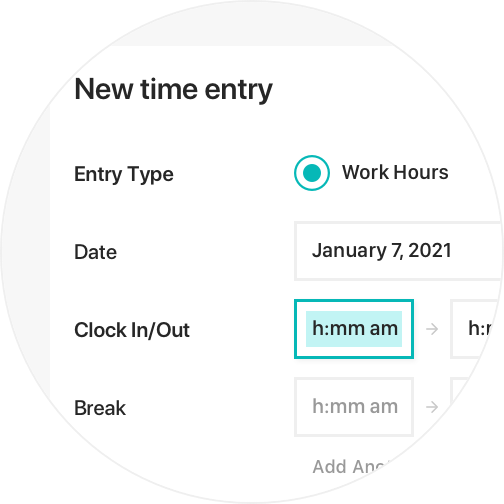 New time entry
Entry Type Work Hours
Date January 7, 2021
Clock In/Out h:mm am →
Break h:mm am →
Add